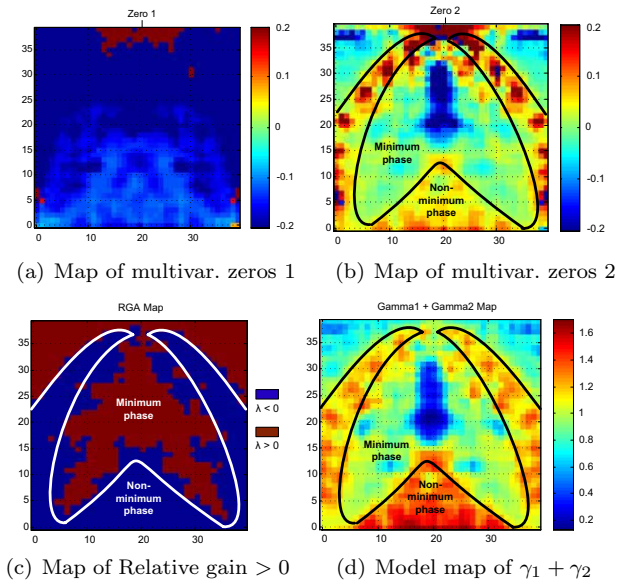 Zero 1
35
30
25
20
15
10
5
0
0
10
20
30
0.2
0.1
0
-0.1
-0.2
(a) Map of multivar. zeros 1
Zero 2
35
30
25
20
15
10
5
0
0
10
20
30
Minimum
phase
Non-
minimum
phase
0.2
0.1
0
-0.1
-0.2
(b) Map of multivar. zeros 2
RGA Map
35
30
25
20
15
10
5
0
0
10
20
30
Minimum
phase
Non-
minimum
phase
λ < 0
λ > 0
(c) Map of Relative gain > 0
Gamma1 + Gamma2 Map
35
30
25
20
15
10
5
0
0
10
20
30
Minimum
phase
Non-
minimum
phase
1.6
1.4
1.2
1
0.8
0.6
0.4
0.2
(d) Model map of γ₁ + γ₂